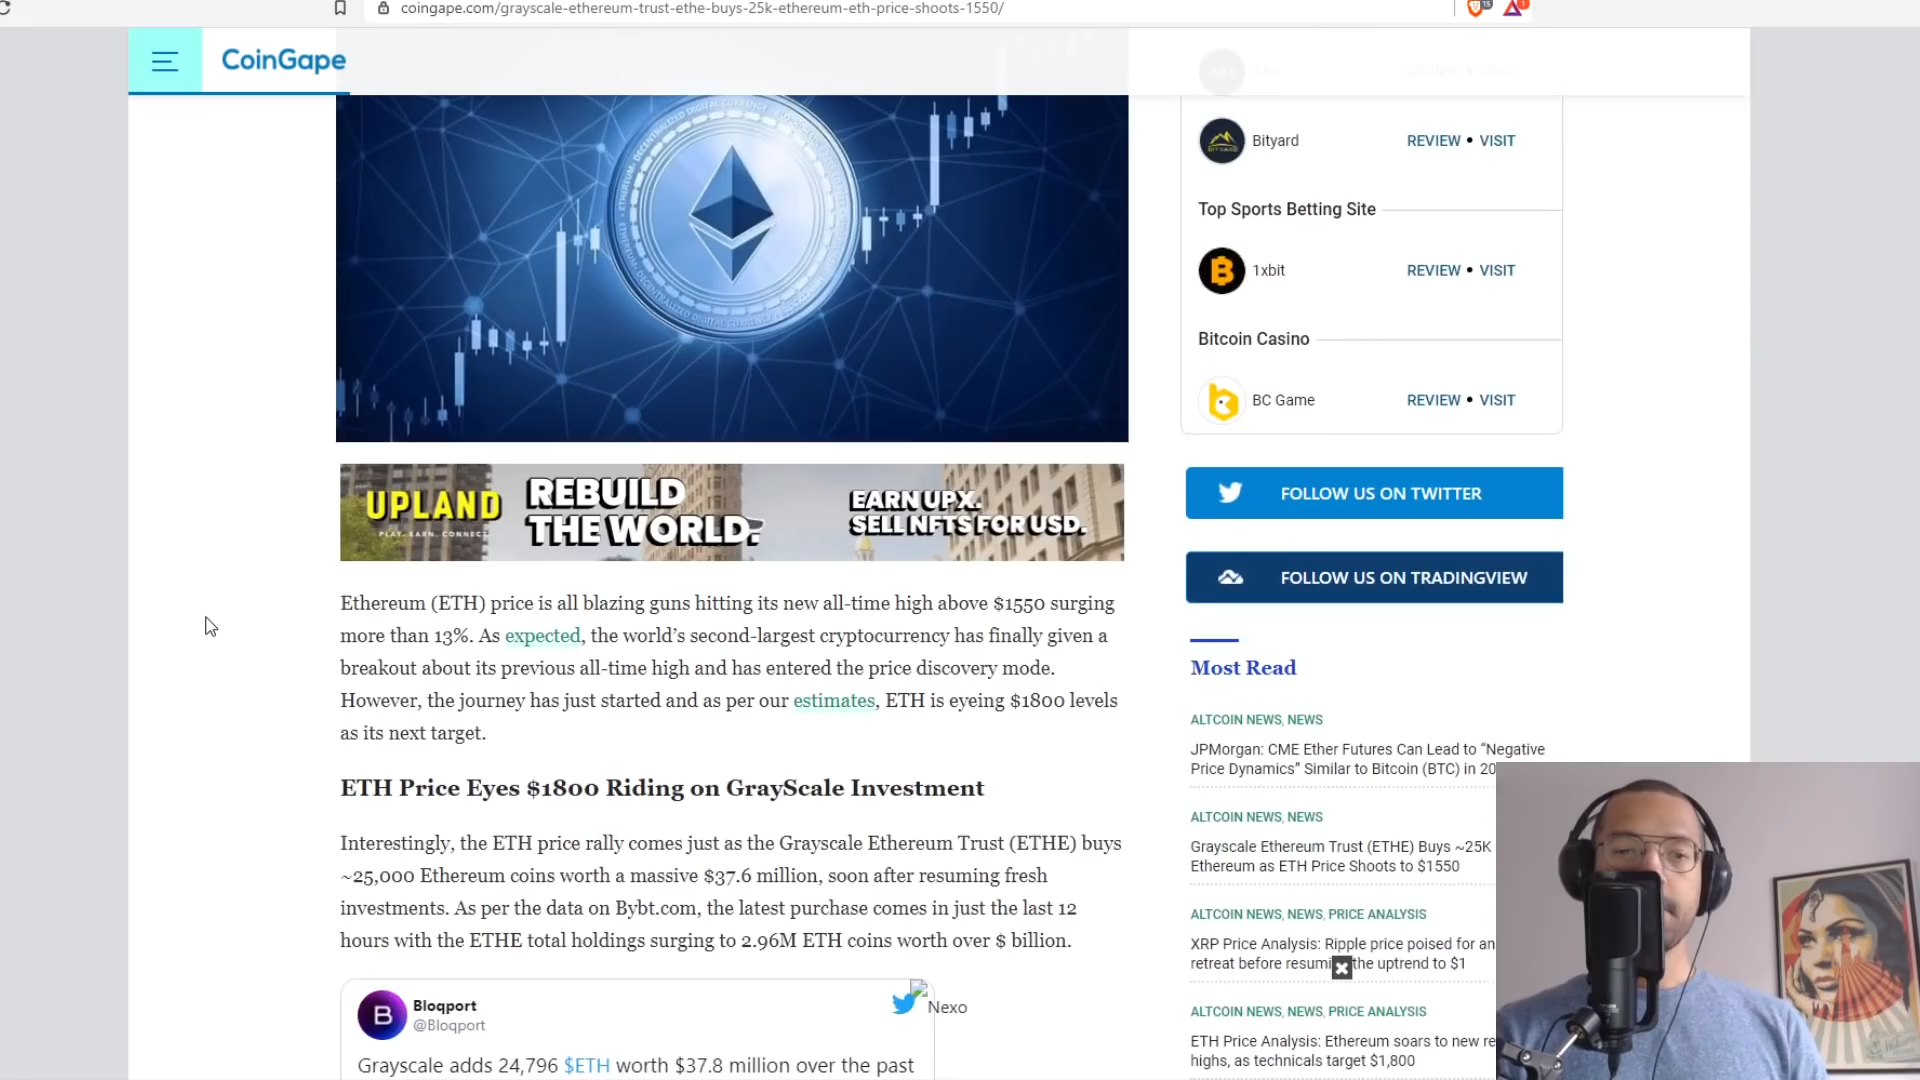 coingape.com/grayscale-ethereum-trust-ethe-buys-25k-ethereum-eth-price-shoots-1550/
15
1
CoinGape
Bityard
REVIEW • VISIT
Top Sports Betting Site
1xbit
REVIEW • VISIT
Bitcoin Casino
BC Game
REVIEW • VISIT
UPLAND
PLAY. EARN. CONNECT
REBUILD
THE WORLD.
EARN UPX.
SELL NFTS FOR USD.
FOLLOW US ON TWITTER
FOLLOW US ON TRADINGVIEW
Ethereum (ETH) price is all blazing guns hitting its new all-time high above $1550 surging
more than 13%. As expected, the world’s second-largest cryptocurrency has finally given a
breakout about its previous all-time high and has entered the price discovery mode.
However, the journey has just started and as per our estimates, ETH is eyeing $1800 levels
as its next target.
ETH Price Eyes $1800 Riding on GrayScale Investment
Interestingly, the ETH price rally comes just as the Grayscale Ethereum Trust (ETHE) buys
~25,000 Ethereum coins worth a massive $37.6 million, soon after resuming fresh
investments. As per the data on Bybt.com, the latest purchase comes in just the last 12
hours with the ETHE total holdings surging to 2.96M ETH coins worth over $ billion.
Bloqport
@Bloqport
Nexo
Grayscale adds 24,796 $ETH worth $37.8 million over the past
Most Read
ALTCOIN NEWS, NEWS
JPMorgan: CME Ether Futures Can Lead to “Negative
Price Dynamics” Similar to Bitcoin (BTC) in 20
ALTCOIN NEWS, NEWS
Grayscale Ethereum Trust (ETHE) Buys ~25K
Ethereum as ETH Price Shoots to $1550
ALTCOIN NEWS, NEWS, PRICE ANALYSIS
XRP Price Analysis: Ripple price poised for an
retreat before resumi the uptrend to $1
ALTCOIN NEWS, NEWS, PRICE ANALYSIS
ETH Price Analysis: Ethereum soars to new re
highs, as technicals target $1,800